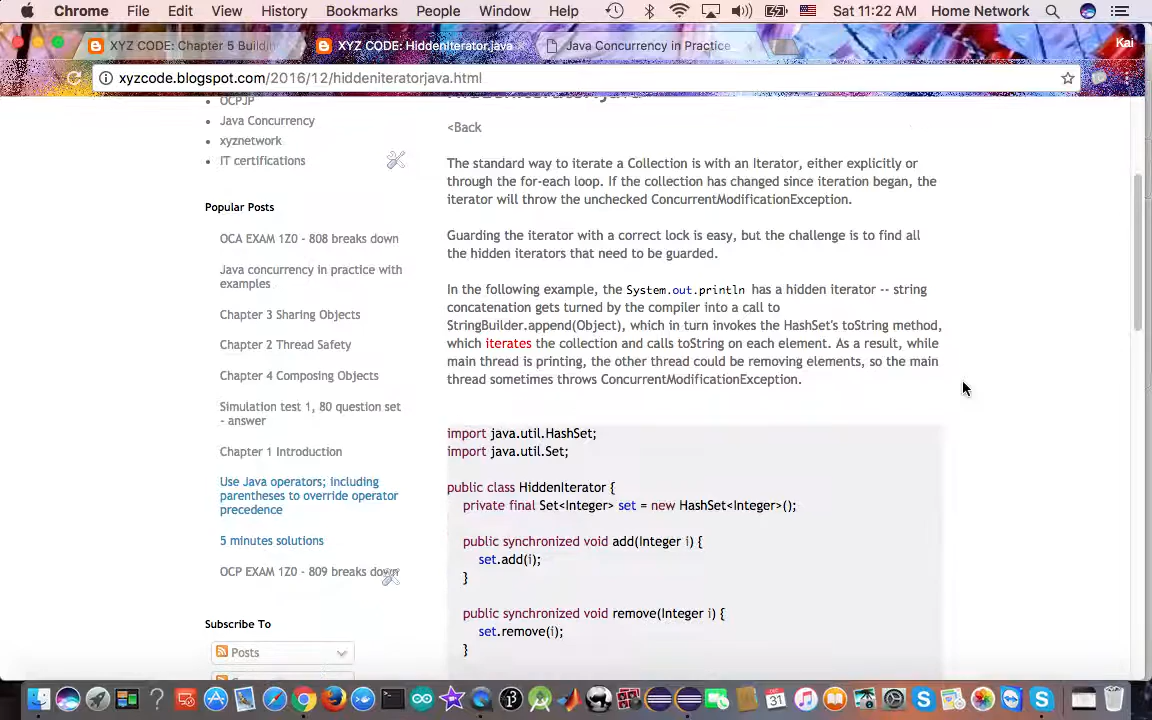 Chrome File Edit View History Bookmarks People Window Help Sat 11:22 AM Home Network
XYZ CODE: Chapter 5 Buildin
XYZ CODE: HiddenIterator.java
Java Concurrency in Practice
Kai
xyzcode.blogspot.com/2016/12/hiddeniteratorjava.html
OCPJP
Java Concurrency
xyznetwork
IT certifications
Popular Posts
OCA EXAM 1Z0 - 808 breaks down
Java concurrency in practice with
examples
Chapter 3 Sharing Objects
Chapter 2 Thread Safety
Chapter 4 Composing Objects
Simulation test 1, 80 question set
- answer
Chapter 1 Introduction
Use Java operators; including
parentheses to override operator
precedence
5 minutes solutions
OCP EXAM 1Z0 - 809 breaks down
Subscribe To
Posts
<Back
The standard way to iterate a Collection is with an Iterator, either explicitly or
through the for-each loop. If the collection has changed since iteration began, the
iterator will throw the unchecked ConcurrentModificationException.
Guarding the iterator with a correct lock is easy, but the challenge is to find all
the hidden iterators that need to be guarded.
In the following example, the System.out.println has a hidden iterator -- string
concatenation gets turned by the compiler into a call to
StringBuilder.append(Object), which in turn invokes the HashSet's toString method,
which iterates the collection and calls toString on each element. As a result, while
main thread is printing, the other thread could be removing elements, so the main
thread sometimes throws ConcurrentModificationException.
import java.util.HashSet;
import java.util.Set;
public class HiddenIterator {
private final Set<Integer> set = new HashSet<Integer>();
public synchronized void add(Integer i) {
set.add(i);
}
public synchronized void remove(Integer i) {
set.remove(i);
}